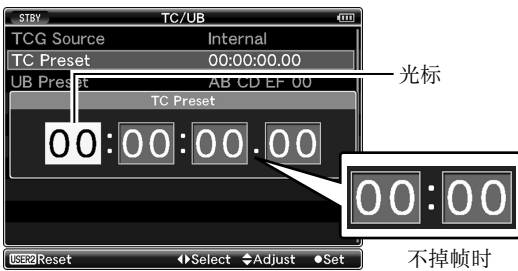 STBY TC/UB
TCG Source Internal
TC Preset 00:00:00.00
UB Preset AB CD EF 00
光标
TC Preset
00:00:00.00
00:00
USER2 Reset Select Adjust Set
不掉帧时